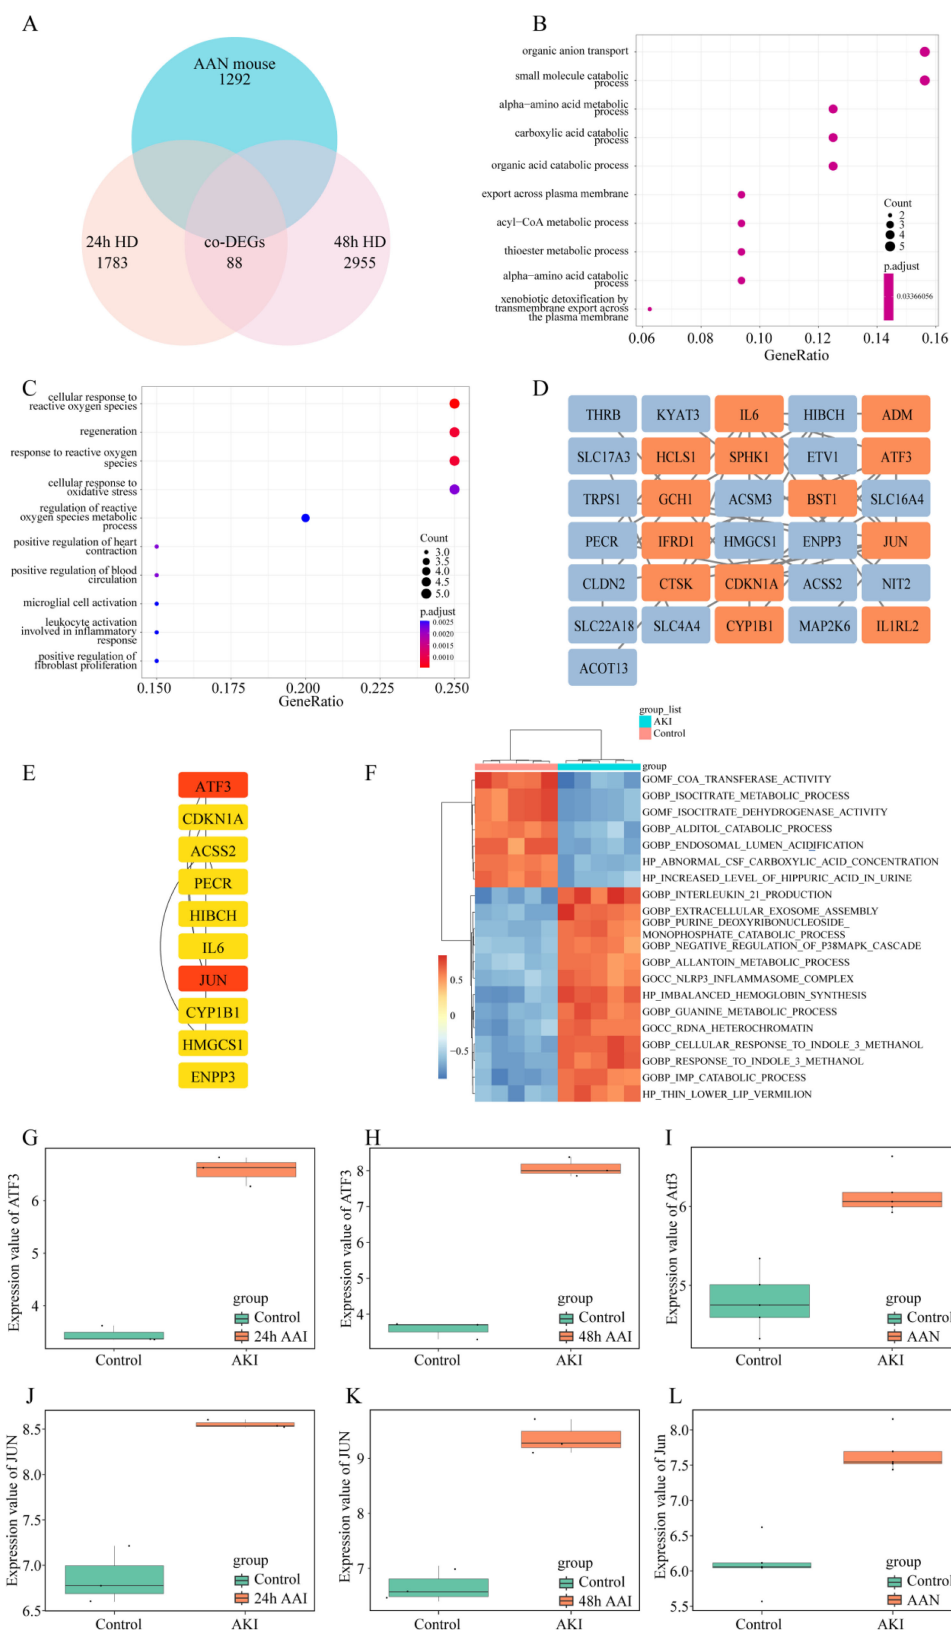 A
AAN mouse
1292
24h HD
1783
co-DEGs
88
48h HD
2955
B
organic anion transport
small molecule catabolic
process
alpha−amino acid metabolic
process
carboxylic acid catabolic
process
organic acid catabolic process
export across plasma membrane
acyl−CoA metabolic process
thioester metabolic process
alpha−amino acid catabolic
process
xenobiotic detoxification by
transmembrane export across
the plasma membrane
Count
2
3
4
5
p.adjust
0.03366056
0.06
0.08
0.10
0.12
0.14
0.16
GeneRatio
C
cellular response to
reactive oxygen species
regeneration
response to reactive oxygen
species
cellular response to
oxidative stress
regulation of reactive
oxygen species metabolic
process
positive regulation of heart
contraction
positive regulation of blood
circulation
microglial cell activation
leukocyte activation
involved in inflammatory
response
positive regulation of
fibroblast proliferation
Count
3.0
3.5
4.0
4.5
5.0
p.adjust
0.0025
0.0020
0.0015
0.0010
0.150
0.175
0.200
0.225
0.250
GeneRatio
D
THRB
KYAT3
IL6
HIBCH
ADM
SLC17A3
HCLS1
SPHK1
ETV1
ATF3
TRPS1
GCH1
ACSM3
BST1
SLC16A4
PECR
IFRD1
HMGCS1
ENPP3
JUN
CLDN2
CTSK
CDKN1A
ACSS2
NIT2
SLC22A18
SLC4A4
CYP1B1
MAP2K6
IL1RL2
ACOT13
E
ATF3
CDKN1A
ACSS2
PECR
HIBCH
IL6
JUN
CYP1B1
HMGCS1
ENPP3
F
group_list
AKI
Control
group
GOMF_COA_TRANSFERASE_ACTIVITY
GOBP_ISOCITRATE_METABOLIC_PROCESS
GOMF_ISOCITRATE_DEHYDROGENASE_ACTIVITY
GOBP_ALDITOL_CATABOLIC_PROCESS
GOBP_ENDOSOMAL_LUMEN_ACIDIFICATION
HP_ABNORMAL_CSF_CARBOXYLIC_ACID_CONCENTRATION
HP_INCREASED_LEVEL_OF_HIPPURIC_ACID_IN_URINE
GOBP_INTERLEUKIN_21_PRODUCTION
GOBP_EXTRACELLULAR_EXOSOME_ASSEMBLY
GOBP_PURINE_DEOXYRIBONUCLEOSIDE_
MONOPHOSPHATE_CATABOLIC_PROCESS
GOBP_NEGATIVE_REGULATION_OF_P38MAPK_CASCADE
GOBP_ALLANTOIN_METABOLIC_PROCESS
GOCC_NLRP3_INFLAMMASOME_COMPLEX
HP_IMBALANCED_HEMOGLOBIN_SYNTHESIS
GOBP_GUANINE_METABOLIC_PROCESS
GOCC_RDNA_HETEROCHROMATIN
GOBP_CELLULAR_RESPONSE_TO_INDOLE_3_METHANOL
GOBP_RESPONSE_TO_INDOLE_3_METHANOL
GOBP_IMP_CATABOLIC_PROCESS
HP_THIN_LOWER_LIP_VERMILION
0.5
0
−0.5
G
Expression value of ATF3
6
5
4
group
Control
24h AAI
Control
AKI
H
Expression value of ATF3
8
7
6
5
4
group
Control
48h AAI
Control
AKI
I
Expression value of Atf3
6
5
group
Control
AAN
Control
AKI
J
Expression value of JUN
8.5
8.0
7.5
7.0
6.5
group
Control
24h AAI
Control
AKI
K
Expression value of JUN
9
8
7
group
Control
48h AAI
Control
AKI
L
Expression value of Jun
8.0
7.5
7.0
6.5
6.0
5.5
group
Control
AAN
Control
AKI